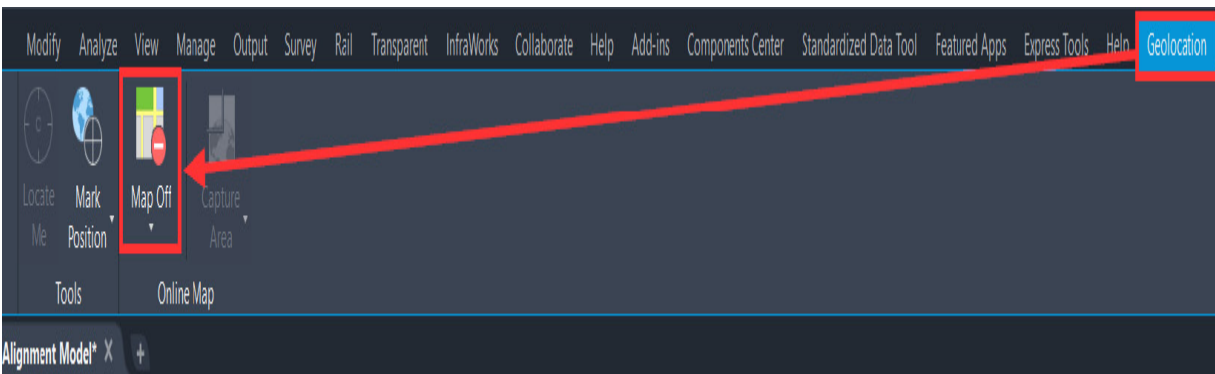 Modify Analyze View Manage Output Survey Rail Transparent InfraWorks Collaborate Help Add-ins Components Center Standardized Data Tool Featured Apps Express Tools Help Geolocation
Locate Me
Mark Position
Map Off
Capture Area
Tools
Online Map
Alignment Model* X +